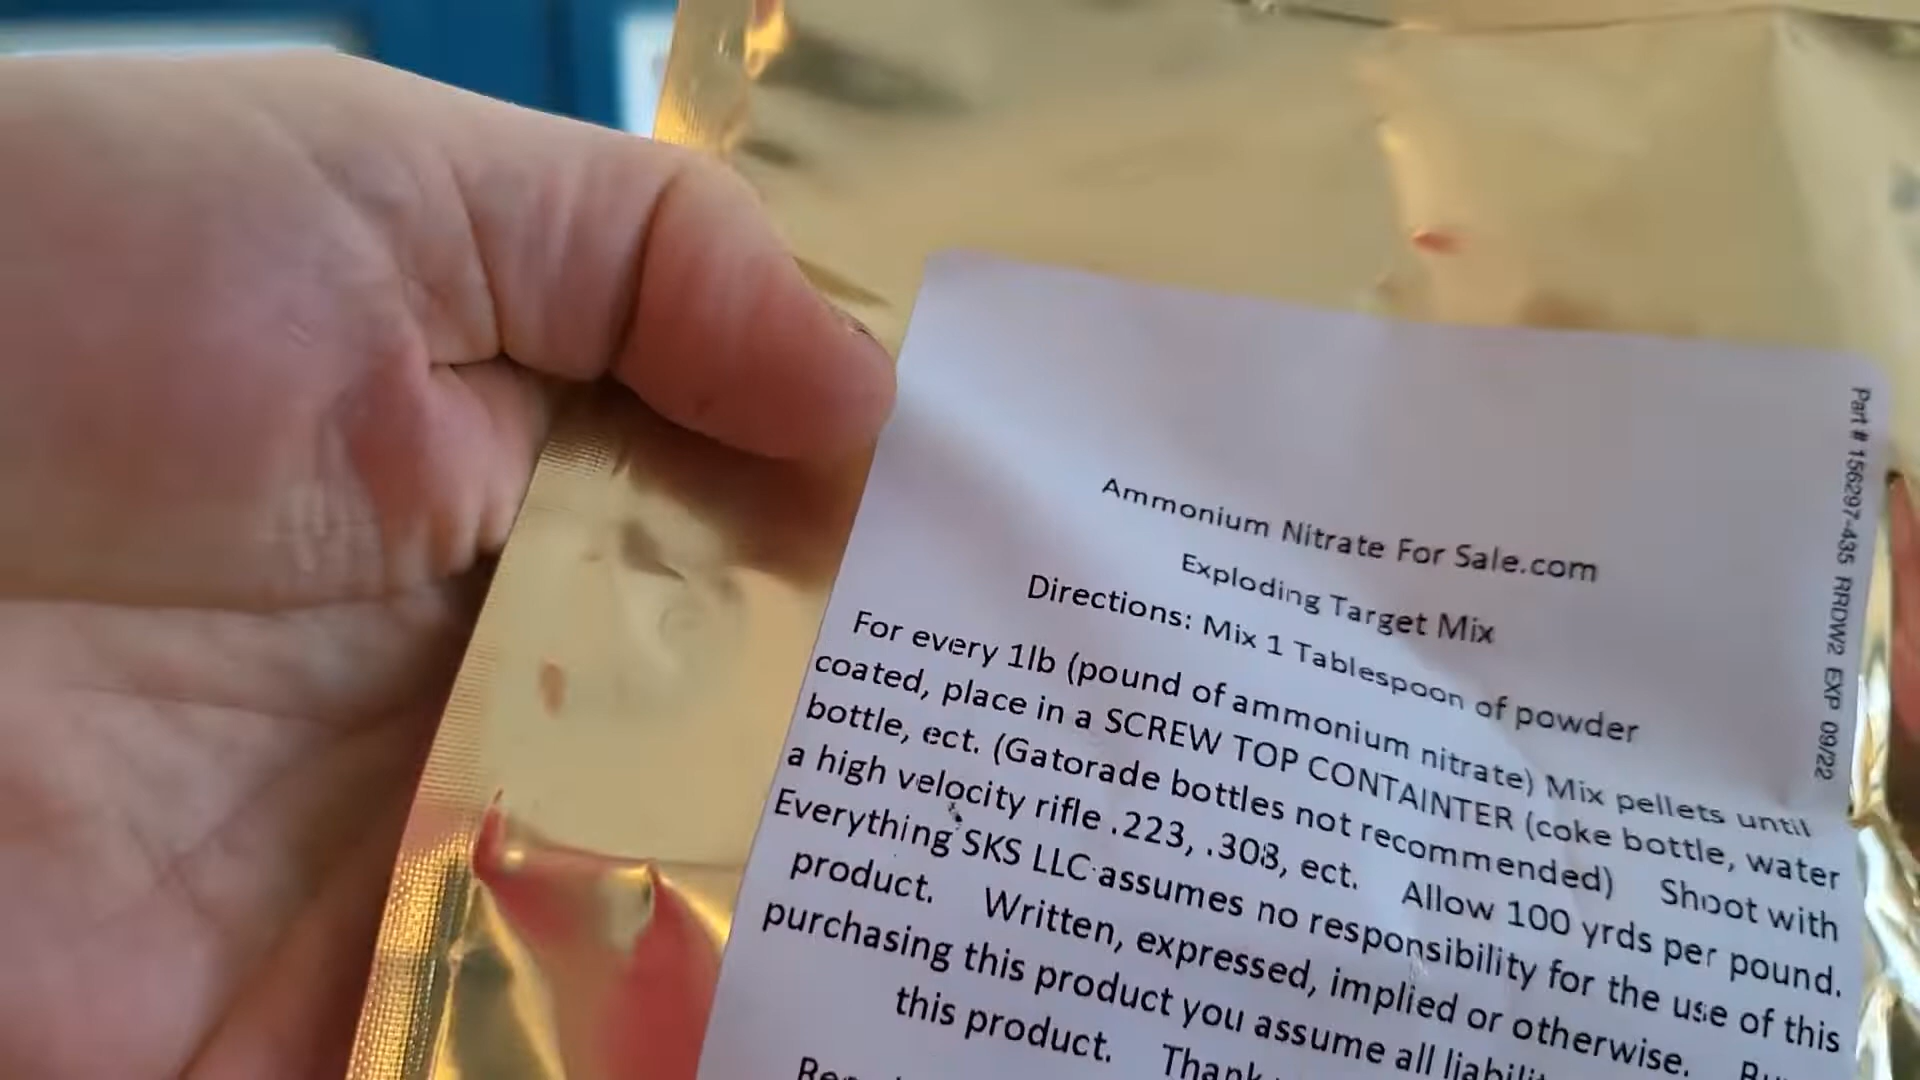 Ammonium Nitrate For Sale.com
Exploding Target Mix
Directions: Mix 1 Tablespoon of powder
For every 1lb (pound of ammonium nitrate) Mix pellets until
coated, place in a SCREW TOP CONTAINTER (coke bottle, water
bottle, ect. (Gatorade bottles not recommended) Shoot with
a high velocity rifle .223, .308, ect. Allow 100 yrds per pound.
Everything SKS LLC assumes no responsibility for the use of this
product. Written, expressed, implied or otherwise.
purchasing this product you assume all
this product. Thank
Part # 156297-435 RRDW2 EXP 09/22